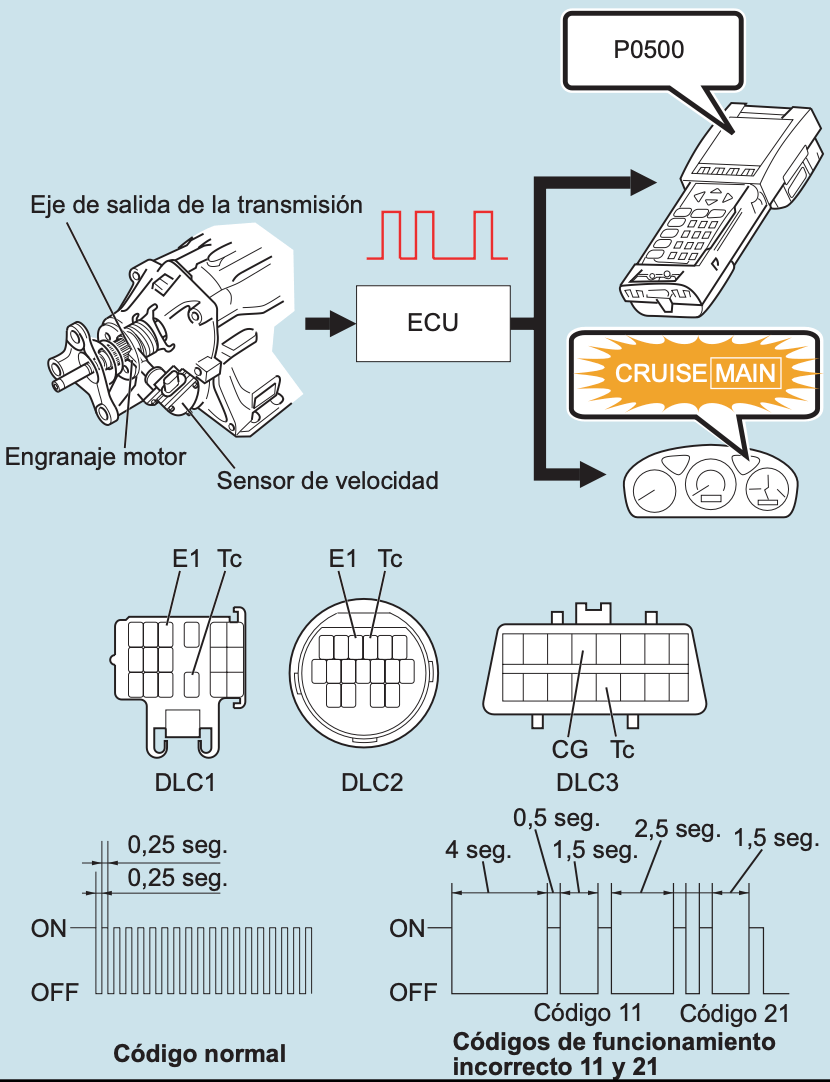 P0500
Eje de salida de la transmisión
ECU
CRUISE MAIN
Engranaje motor
Sensor de velocidad
E1 Tc
E1 Tc
CG Tc
DLC1
DLC2
DLC3
0,25 seg.
0,25 seg.
ON
OFF
Código normal
4 seg.
0,5 seg.
1,5 seg.
2,5 seg.
1,5 seg.
ON
OFF
Código 11
Código 21
Códigos de funcionamiento
incorrecto 11 y 21